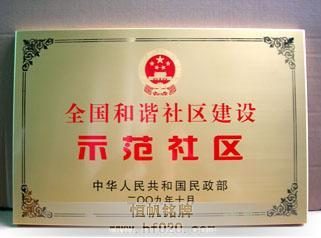 全国和谐社区建设
示范社区
中华人民共和国民政部
二〇〇九年十月
恒帆铭牌
www.hf020.com